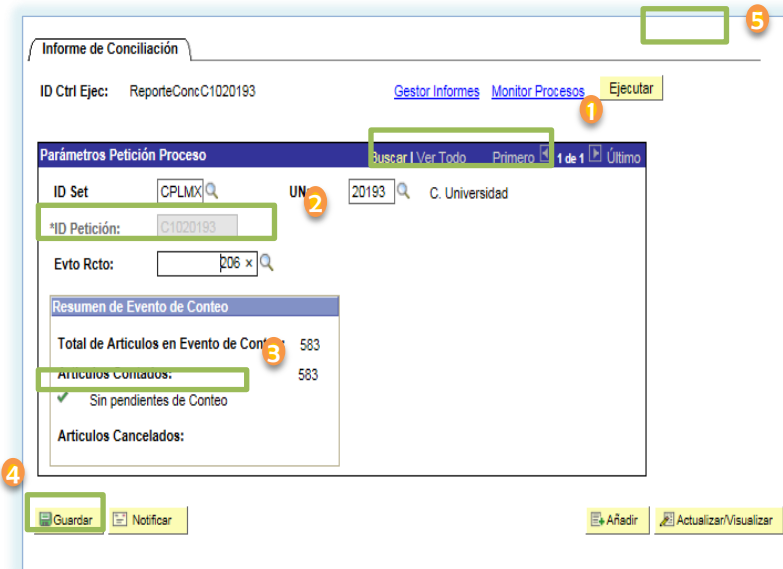 5
Informe de Conciliación
ID Ctrl Ejec: ReporteConcC1020193 Gestor Informes Monitor Procesos Ejecutar
1
Parámetros Petición Proceso Buscar | Ver Todo Primero 1 de 1 Último
ID Set CPLMX UN: 20193 C. Universidad
2
*ID Petición: C1020193
Evto Rcto: 206 ×
Resumen de Evento de Conteo
Total de Articulos en Evento de Conteo: 583
3
Articulos Contados: 583
Sin pendientes de Conteo
Articulos Cancelados:
4
Guardar Notificar Añadir Actualizar/Visualizar